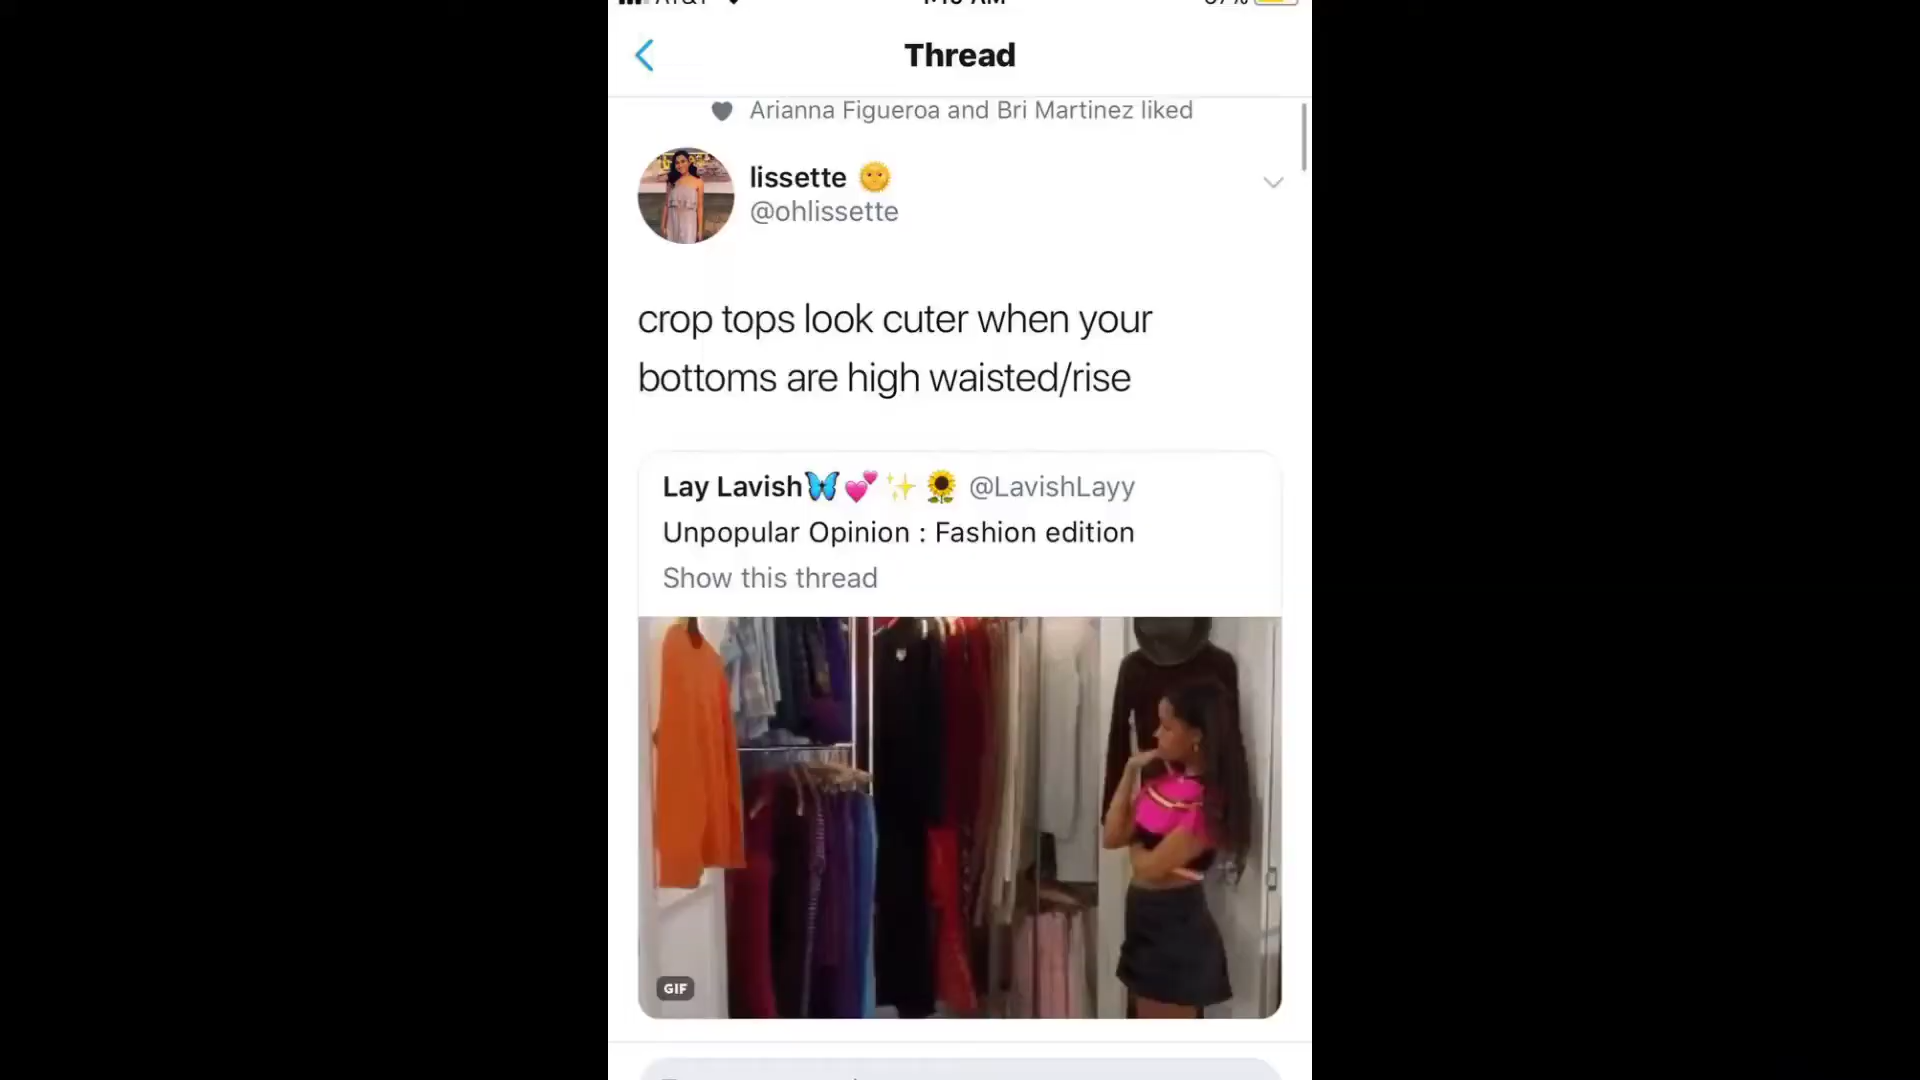 Thread
Arianna Figueroa and Bri Martinez liked
lissette 🌞
@ohlissette
crop tops look cuter when your
bottoms are high waisted/rise
Lay Lavish🦋💕✨🌻 @LavishLayy
Unpopular Opinion : Fashion edition
Show this thread
GIF